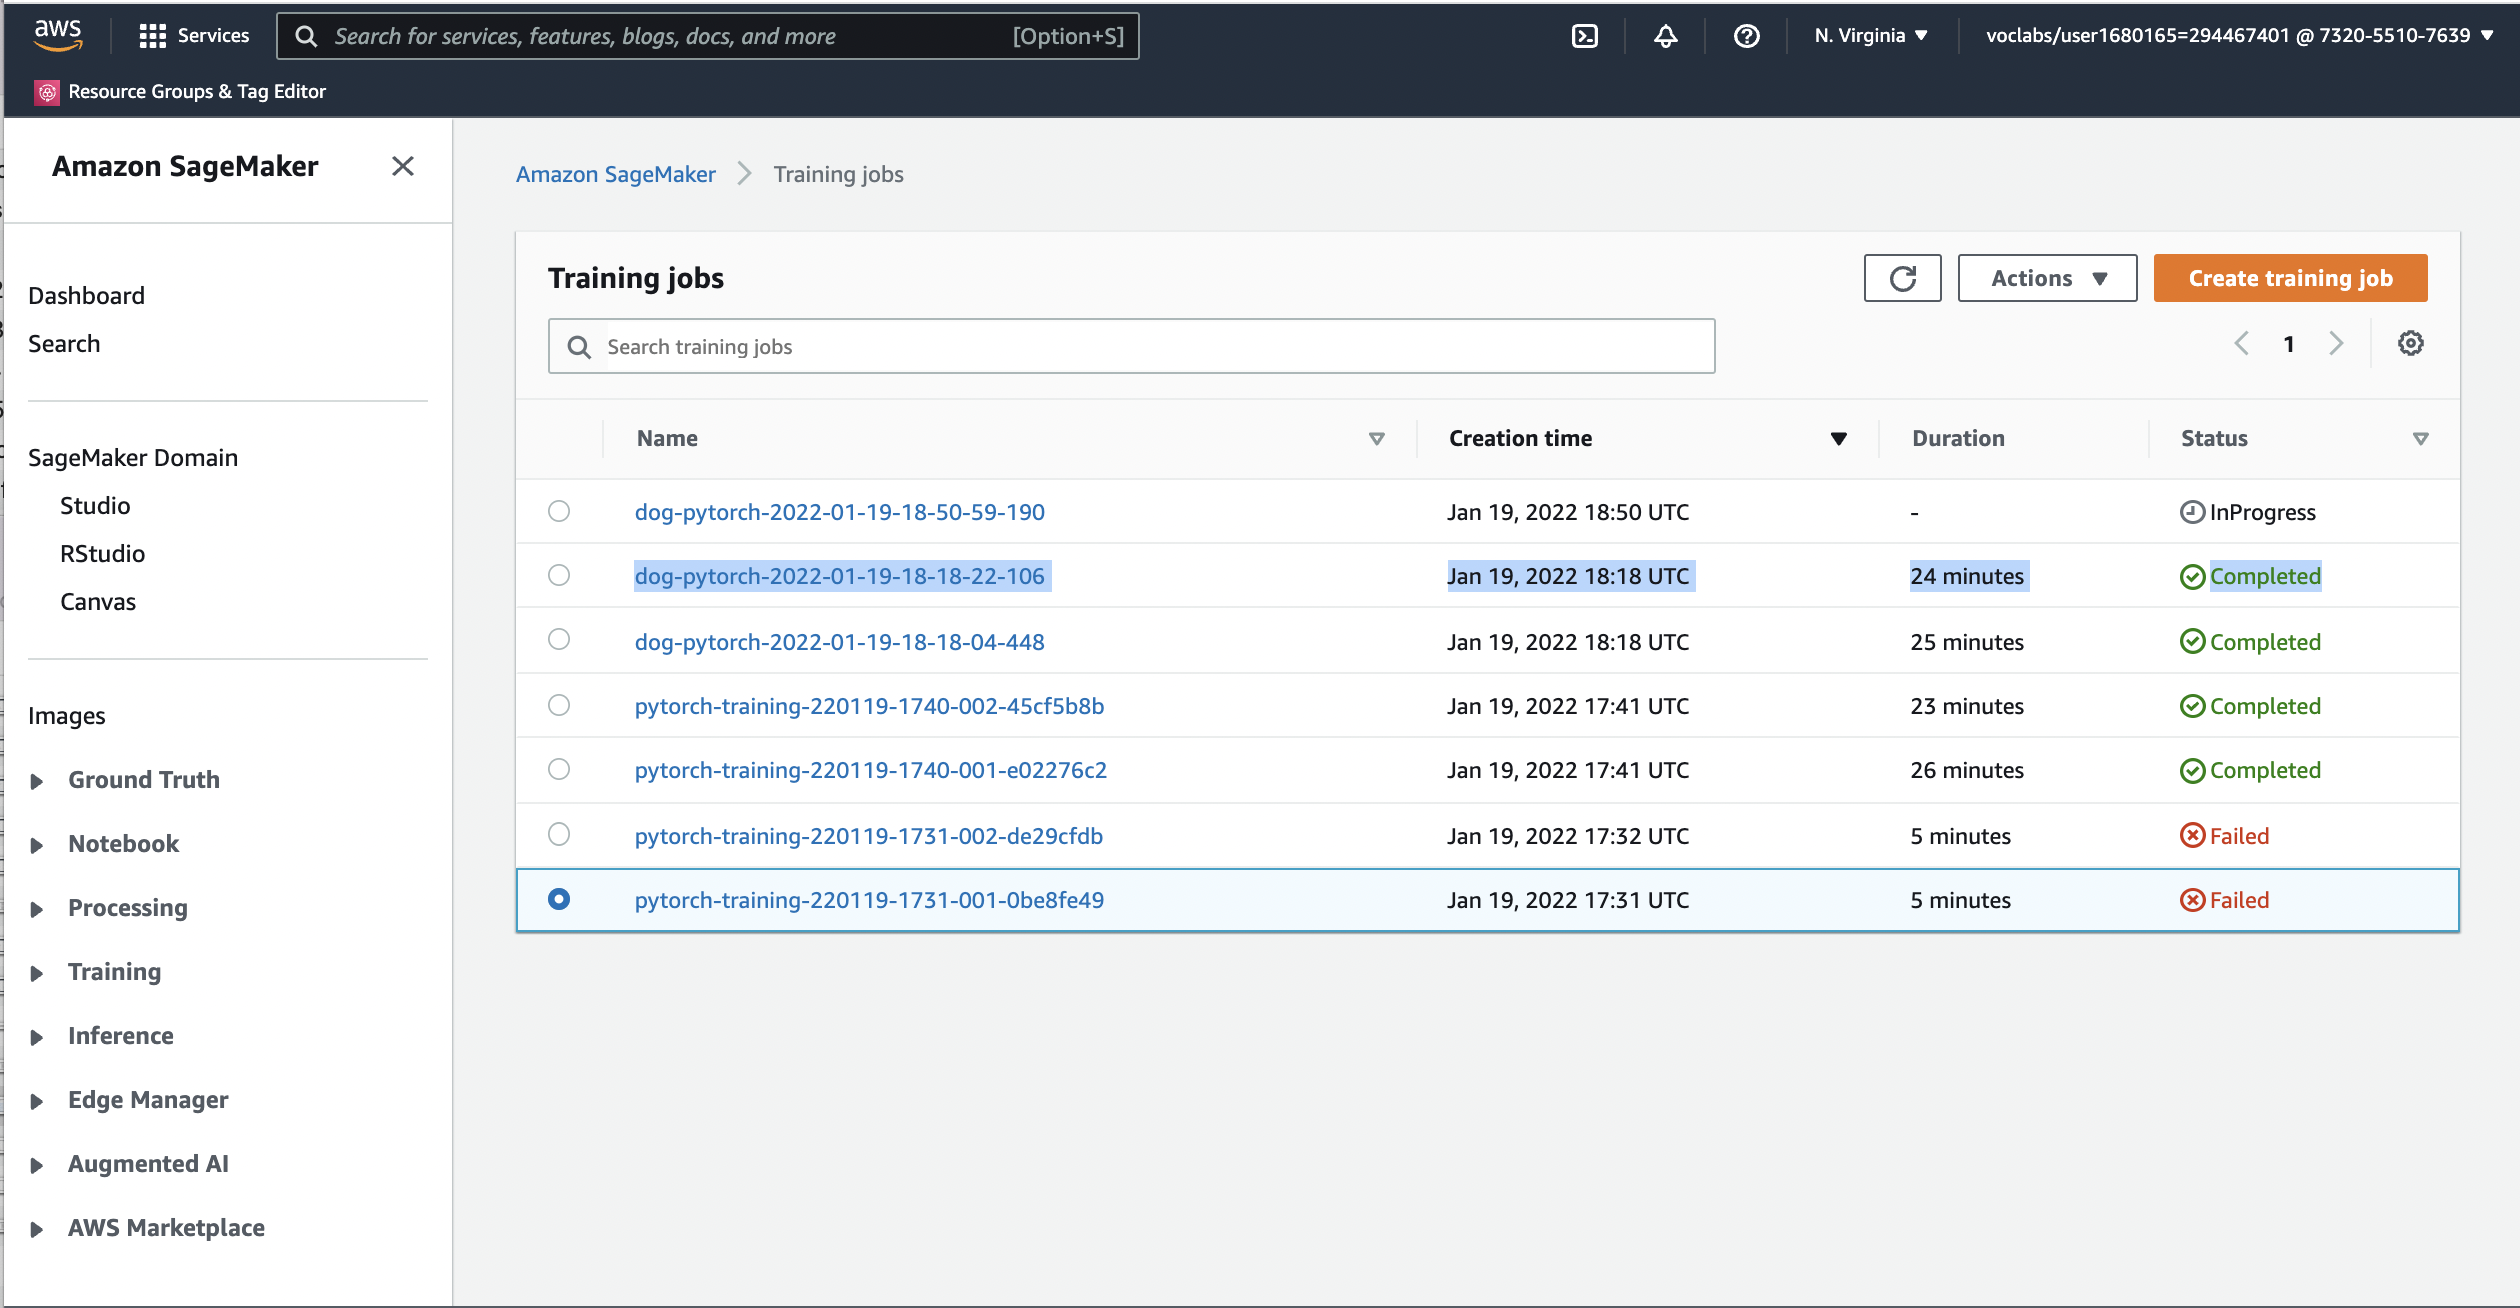 aws
Services
Search for services, features, blogs, docs, and more [Option+S]
N. Virginia
voclabs/user1680165=294467401 @ 7320-5510-7639
Resource Groups & Tag Editor
Amazon SageMaker
Dashboard
Search
SageMaker Domain
Studio
RStudio
Canvas
Images
Ground Truth
Notebook
Processing
Training
Inference
Edge Manager
Augmented AI
AWS Marketplace
Amazon SageMaker Training jobs
Training jobs
Actions
Create training job
Search training jobs
1
Name Creation time Duration Status
dog-pytorch-2022-01-19-18-50-59-190 Jan 19, 2022 18:50 UTC - InProgress
dog-pytorch-2022-01-19-18-18-22-106 Jan 19, 2022 18:18 UTC 24 minutes Completed
dog-pytorch-2022-01-19-18-18-04-448 Jan 19, 2022 18:18 UTC 25 minutes Completed
pytorch-training-220119-1740-002-45cf5b8b Jan 19, 2022 17:41 UTC 23 minutes Completed
pytorch-training-220119-1740-001-e02276c2 Jan 19, 2022 17:41 UTC 26 minutes Completed
pytorch-training-220119-1731-002-de29cfdb Jan 19, 2022 17:32 UTC 5 minutes Failed
pytorch-training-220119-1731-001-0be8fe49 Jan 19, 2022 17:31 UTC 5 minutes Failed